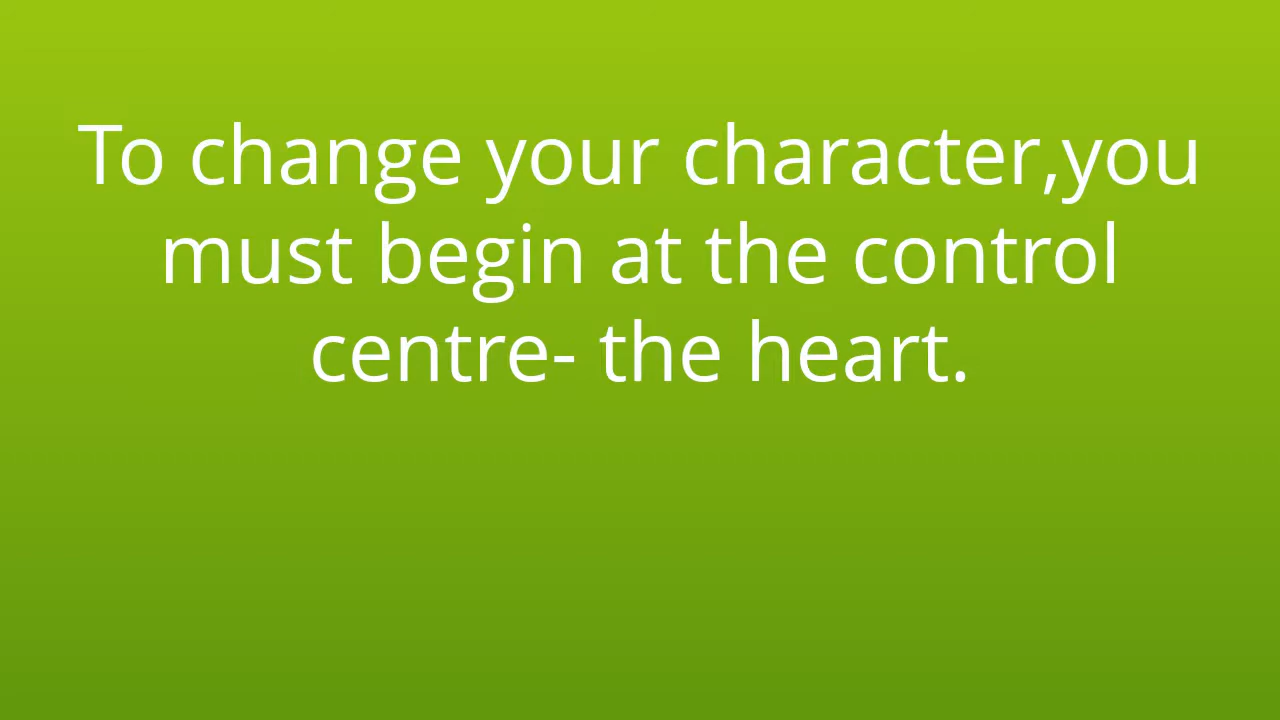 To change your character,you
must begin at the control
centre- the heart.